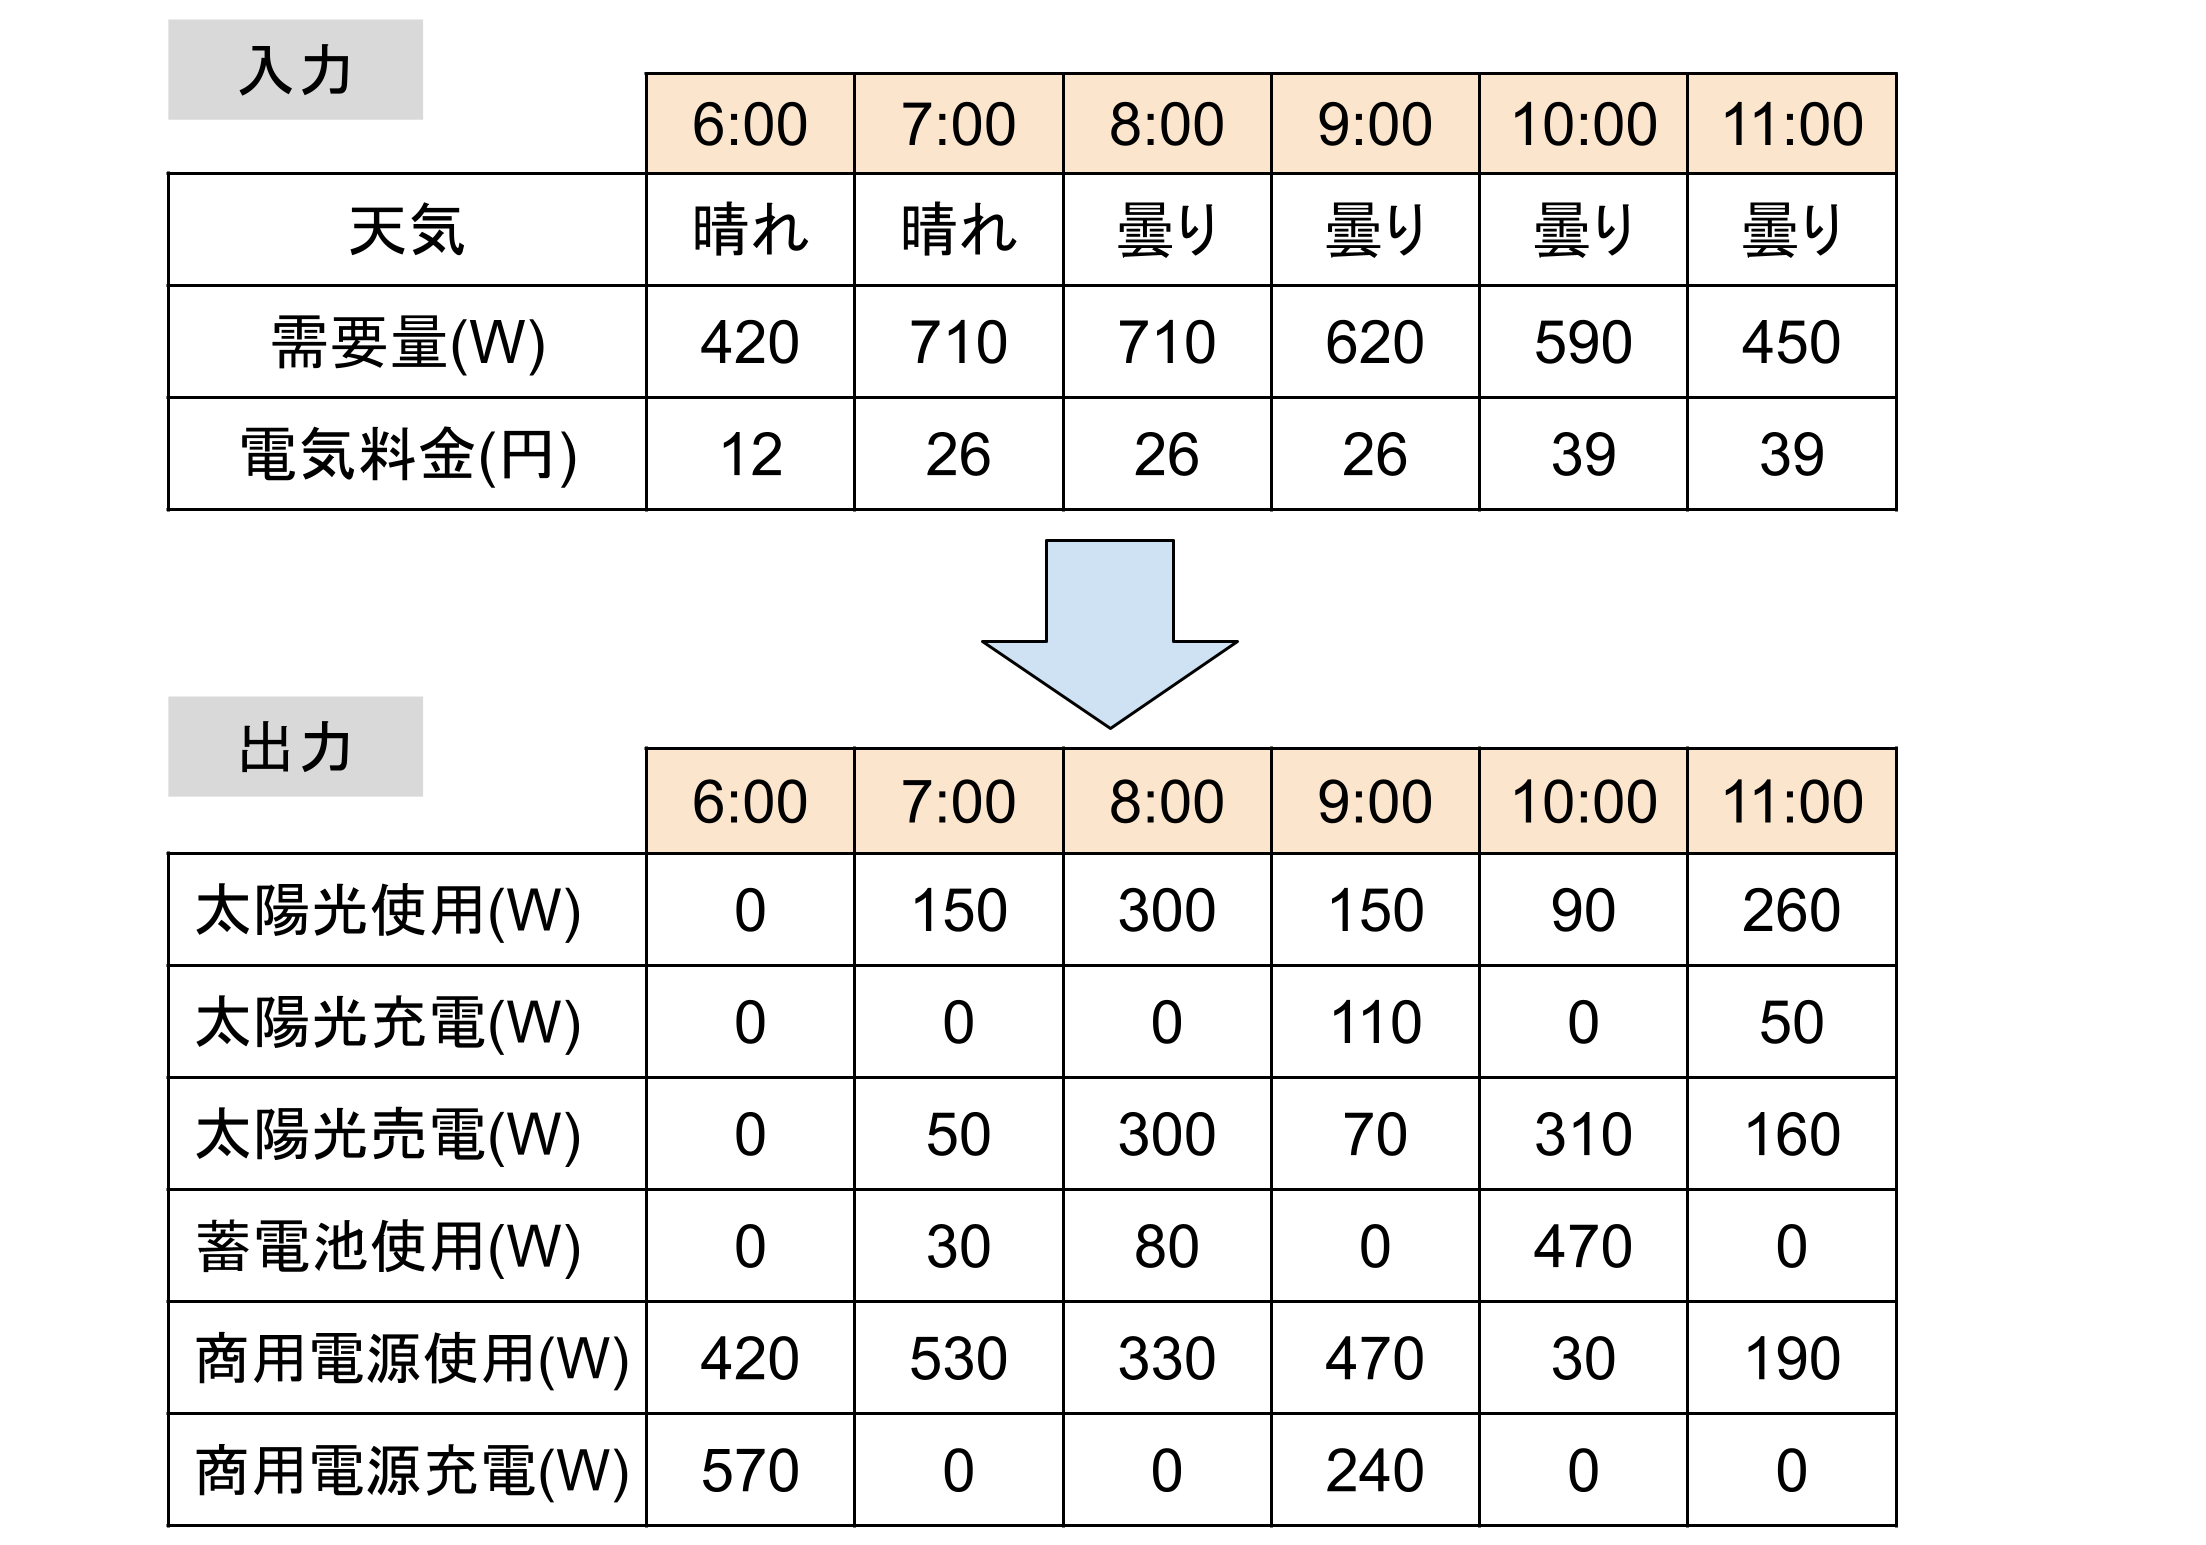 入力
6:00 7:00 8:00 9:00 10:00 11:00
天気 晴れ 晴れ 曇り 曇り 曇り 曇り
需要量(W) 420 710 710 620 590 450
電気料金(円) 12 26 26 26 39 39
出力
6:00 7:00 8:00 9:00 10:00 11:00
太陽光使用(W) 0 150 300 150 90 260
太陽光充電(W) 0 0 0 110 0 50
太陽光売電(W) 0 50 300 70 310 160
蓄電池使用(W) 0 30 80 0 470 0
商用電源使用(W) 420 530 330 470 30 190
商用電源充電(W) 570 0 0 240 0 0